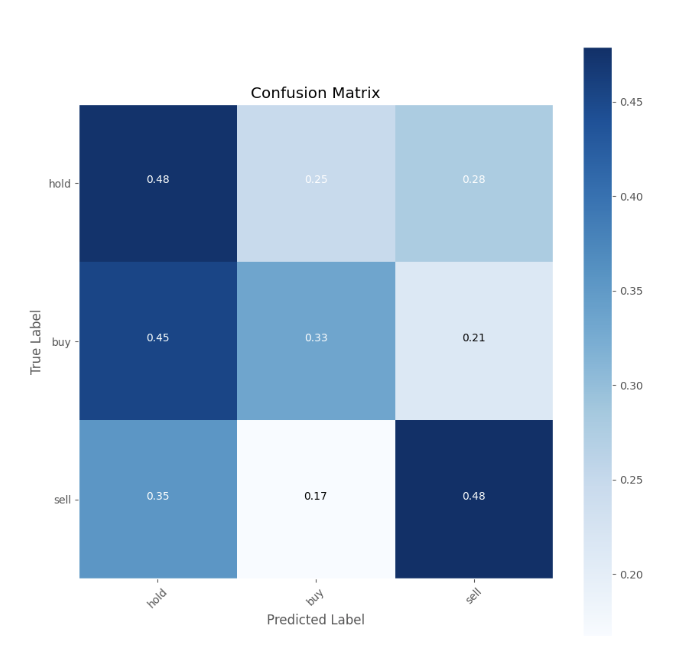 Confusion Matrix
0.45
0.40
0.35
0.30
0.25
0.20
True Label
hold
0.48 0.25 0.28
buy
0.45 0.33 0.21
sell
0.35 0.17 0.48
hold buy sell
Predicted Label